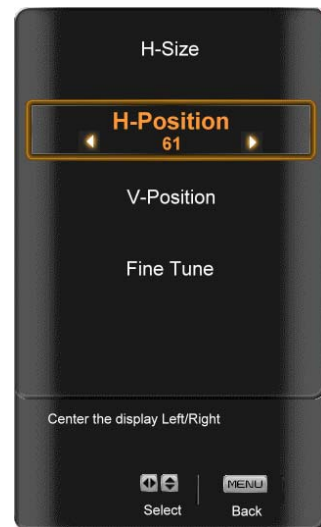 H-Size
H-Position
61
V-Position
Fine Tune
Center the display Left/Right
MENU
Select Back